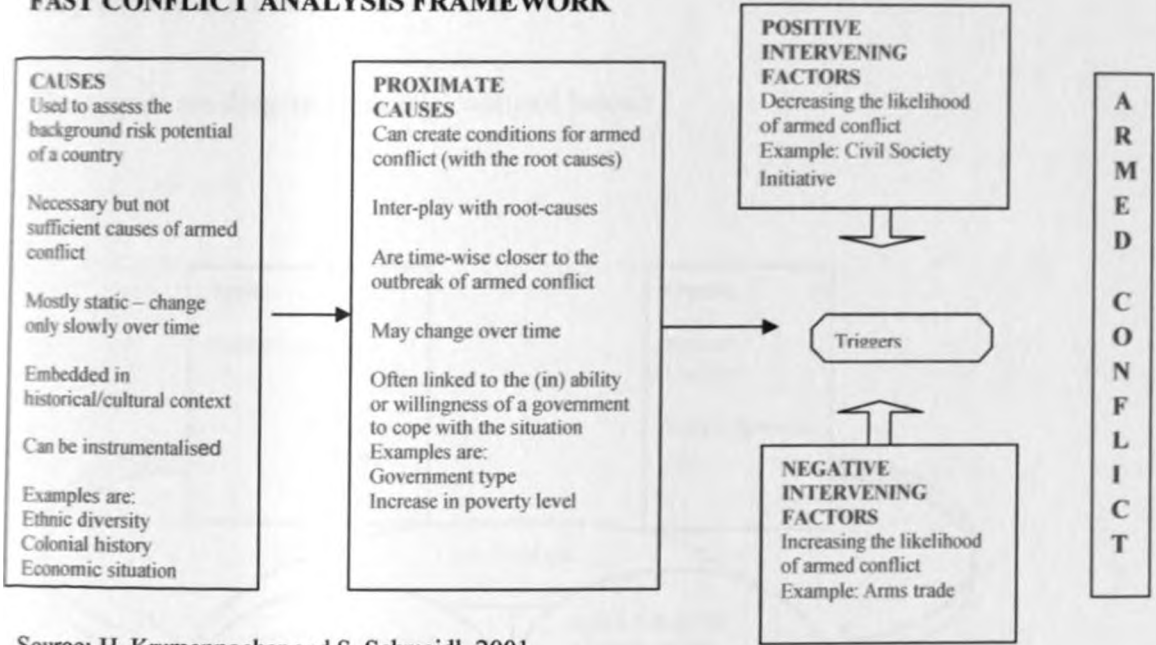 FAST CONFLICT ANALYSIS FRAMEWORK
CAUSES
Used to assess the
background risk potential
of a country
Necessary but not
sufficient causes of armed
conflict
Mostly static – change
only slowly over time
Embedded in
historical/cultural context
Can be instrumentalised
Examples are:
Ethnic diversity
Colonial history
Economic situation
PROXIMATE
CAUSES
Can create conditions for armed
conflict (with the root causes)
Inter-play with root-causes
Are time-wise closer to the
outbreak of armed conflict
May change over time
Often linked to the (in) ability
or willingness of a government
to cope with the situation
Examples are:
Government type
Increase in poverty level
POSITIVE
INTERVENING
FACTORS
Decreasing the likelihood
of armed conflict
Example: Civil Society
Initiative
Triggers
NEGATIVE
INTERVENING
FACTORS
Increasing the likelihood
of armed conflict
Example: Arms trade
A
R
M
E
D
C
O
N
F
L
I
C
T
Source: H. and S. 2001